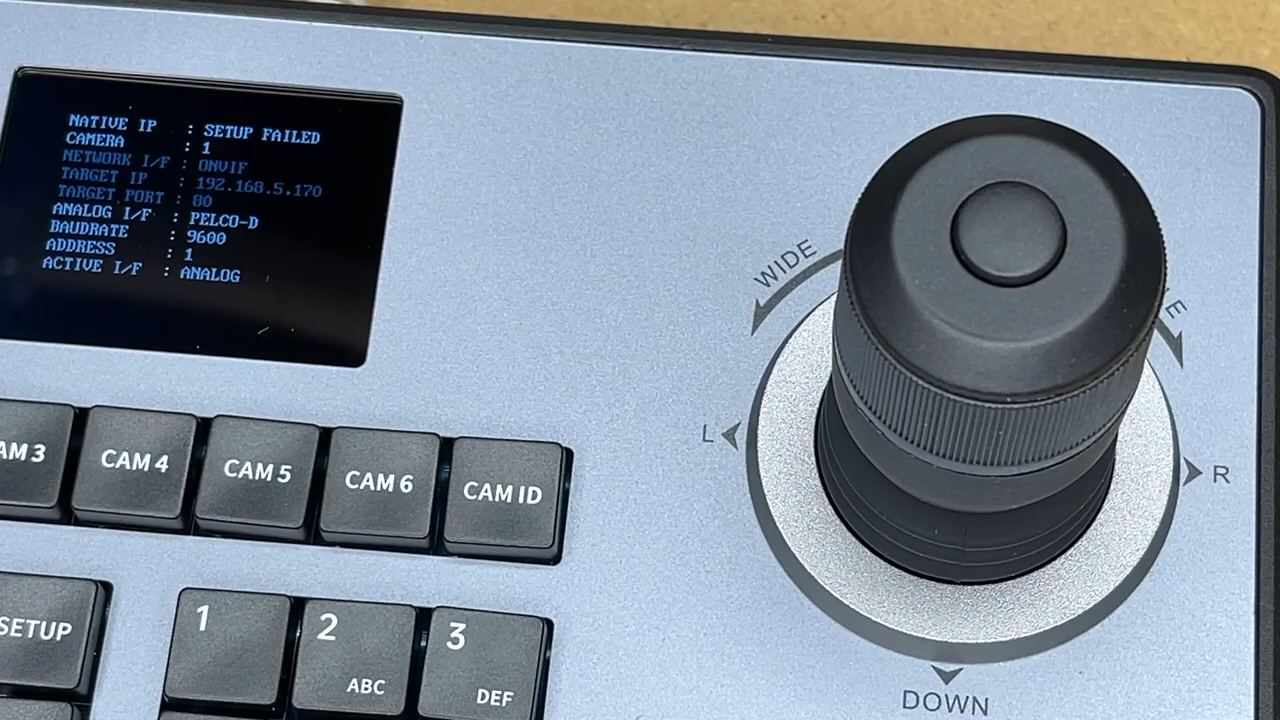 NATIVE IP : SETUP FAILED
CAMERA : 1
NETWORK I/F : ONVIF
TARGET IP : 192.168.5.170
TARGET PORT : 80
ANALOG I/F : PELCO-D
BAUDRATE : 9600
ADDRESS : 1
ACTIVE I/F : ANALOG
WIDE
E
L
R
DOWN
AM 3
CAM 4
CAM 5
CAM 6
CAM ID
SETUP
1
2
ABC
3
DEF